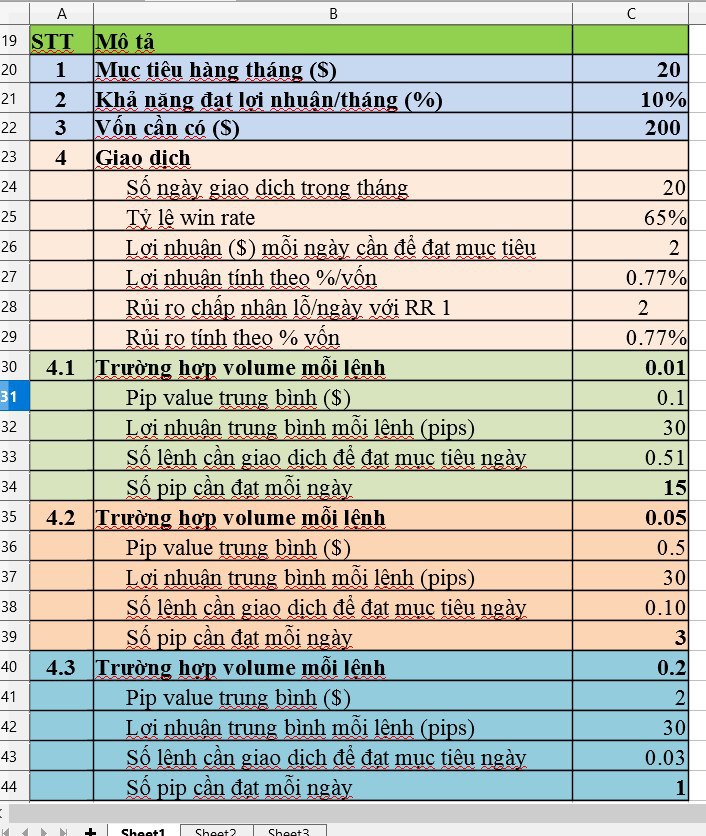 A B C
19 STT Mô tả
20 1 Mục tiêu hàng tháng ($) 20
21 2 Khả năng đạt lợi nhuận/tháng (%) 10%
22 3 Vốn cần có ($) 200
23 4 Giao dịch
24 Số ngày giao dịch trong tháng 20
25 Tỷ lệ win rate 65%
26 Lợi nhuận ($) mỗi ngày cần để đạt mục tiêu 2
27 Lợi nhuận tính theo %/vốn 0.77%
28 Rủi ro chấp nhận lỗ/ngày với RR 1 2
29 Rủi ro tính theo % vốn 0.77%
30 4.1 Trường hợp volume mỗi lệnh 0.01
31 Pip value trung bình ($) 0.1
32 Lợi nhuận trung bình mỗi lệnh (pips) 30
33 Số lệnh cần giao dịch để đạt mục tiêu ngày 0.51
34 Số pip cần đạt mỗi ngày 15
35 4.2 Trường hợp volume mỗi lệnh 0.05
36 Pip value trung bình ($) 0.5
37 Lợi nhuận trung bình mỗi lệnh (pips) 30
38 Số lệnh cần giao dịch để đạt mục tiêu ngày 0.10
39 Số pip cần đạt mỗi ngày 3
40 4.3 Trường hợp volume mỗi lệnh 0.2
41 Pip value trung bình ($) 2
42 Lợi nhuận trung bình mỗi lệnh (pips) 30
43 Số lệnh cần giao dịch để đạt mục tiêu ngày 0.03
44 Số pip cần đạt mỗi ngày 1
Sheet1 Sheet2 Sheet3